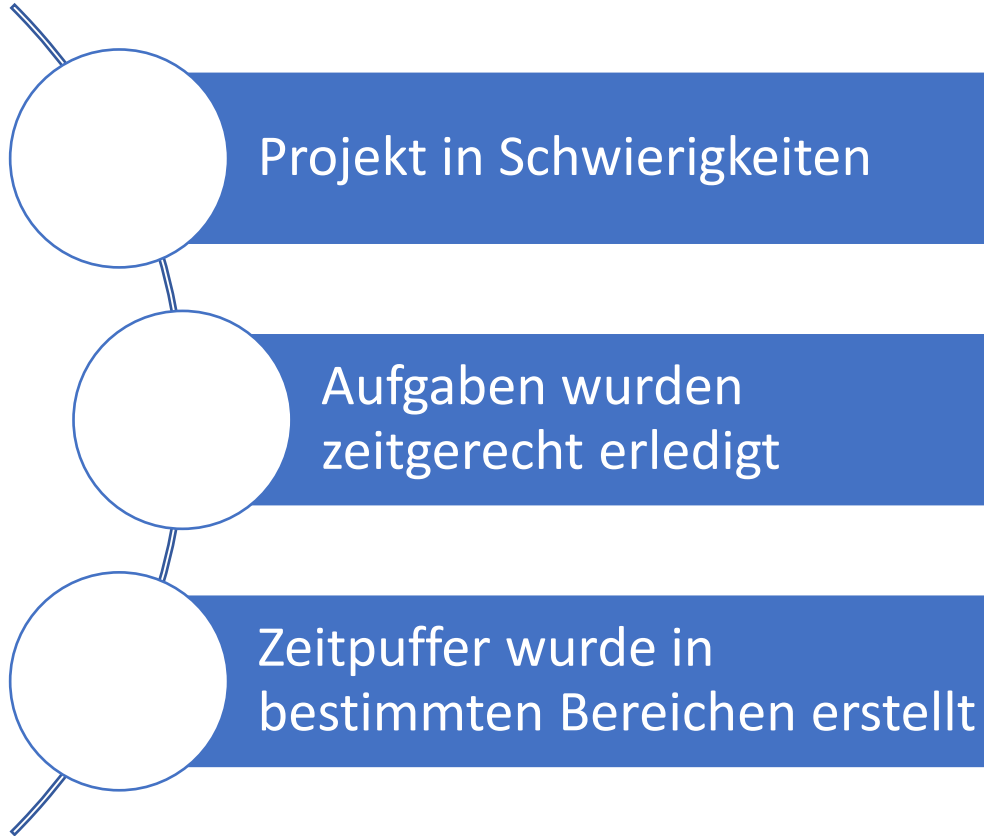 Projekt in Schwierigkeiten
Aufgaben wurden
zeitgerecht erledigt
Zeitpuffer wurde in
bestimmten Bereichen erstellt